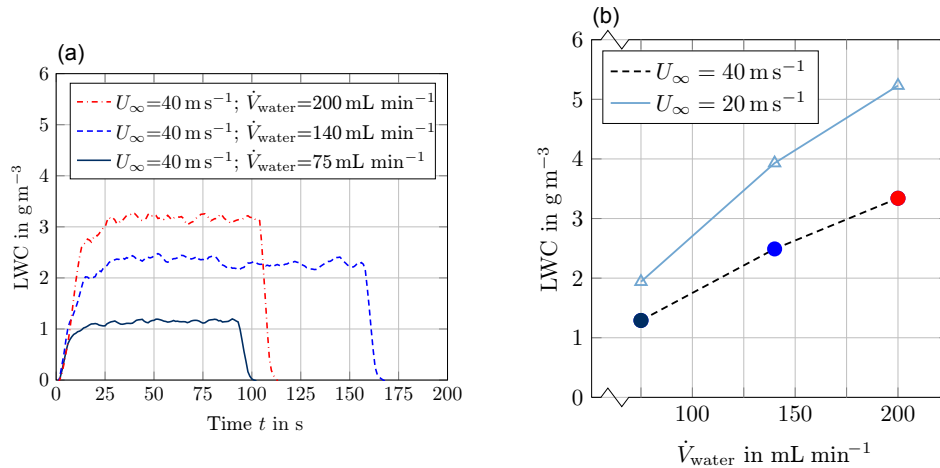 (a)
6
5
4
3
2
1
0
LWC in g m⁻³
U∞=40 m s⁻¹; V̇water=200 mL min⁻¹
U∞=40 m s⁻¹; V̇water=140 mL min⁻¹
U∞=40 m s⁻¹; V̇water=75 mL min⁻¹
0 25 50 75 100 125 150 175 200
Time t in s
(b)
6
5
4
3
2
1
0
LWC in g m⁻³
U∞ = 40 m s⁻¹
U∞ = 20 m s⁻¹
100 150 200
V̇water in mL min⁻¹